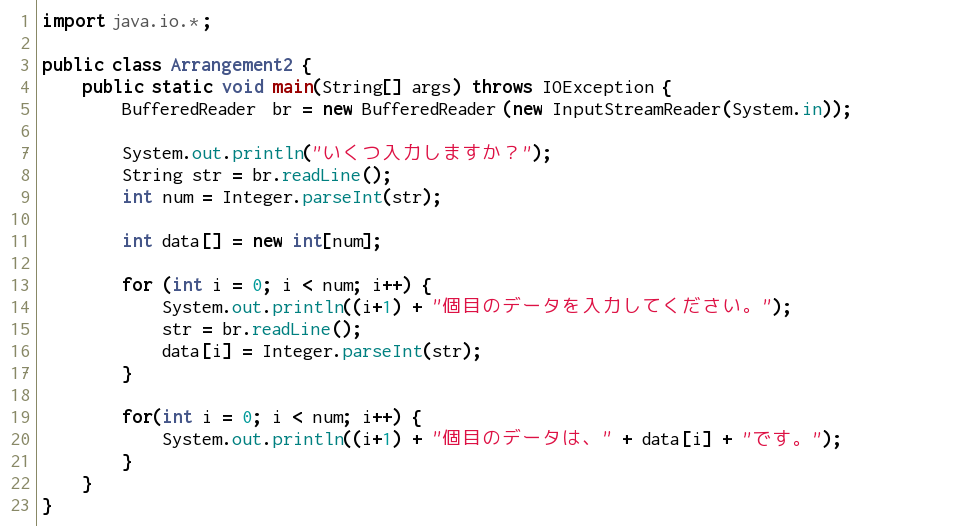 1 import java.io.*;
2
3 public class Arrangement2 {
4     public static void main(String[] args) throws IOException {
5         BufferedReader br = new BufferedReader (new InputStreamReader(System.in));
6
7         System.out.println("いくつ入力しますか？");
8         String str = br.readLine();
9         int num = Integer.parseInt(str);
10
11         int data[] = new int[num];
12
13         for (int i = 0; i < num; i++) {
14             System.out.println((i+1) + "個目のデータを入力してください。");
15             str = br.readLine();
16             data[i] = Integer.parseInt(str);
17         }
18
19         for(int i = 0; i < num; i++) {
20             System.out.println((i+1) + "個目のデータは、" + data[i] + "です。");
21         }
22     }
23 }